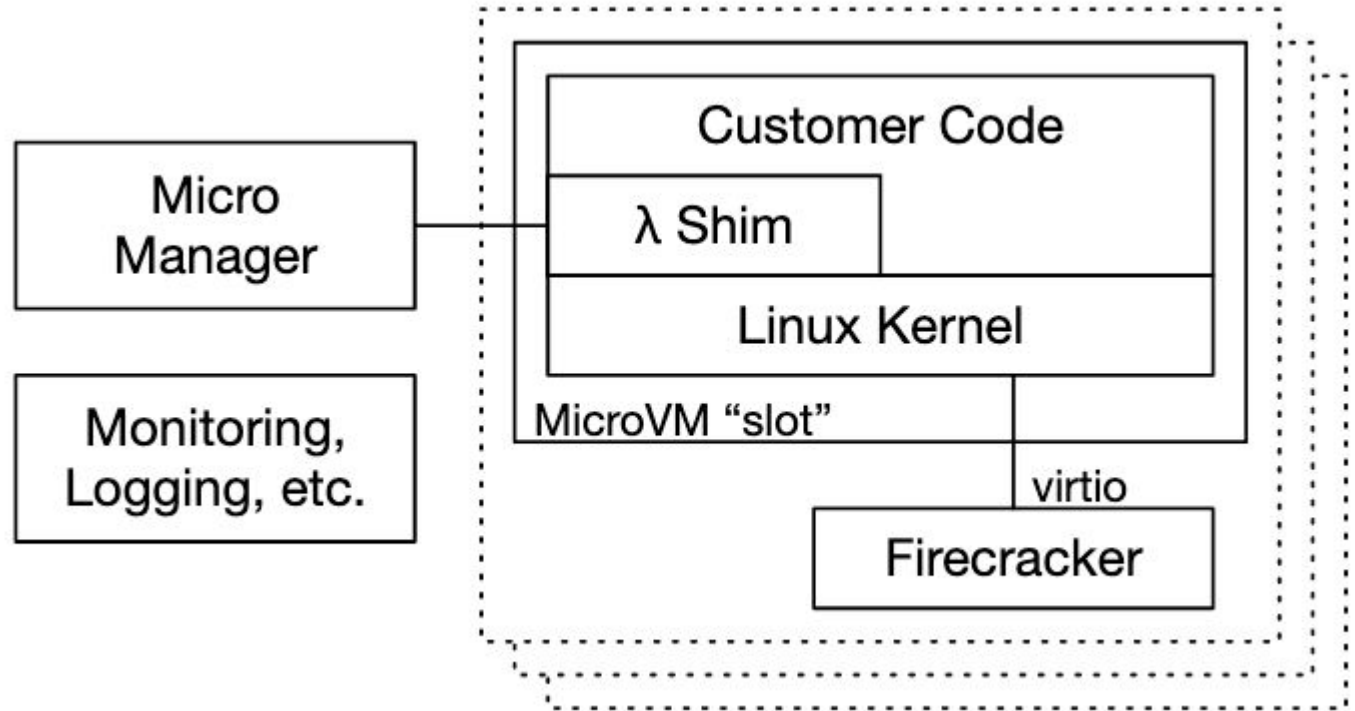 Micro
Manager
Monitoring,
Logging, etc.
Customer Code
λ Shim
Linux Kernel
MicroVM “slot”
virtio
Firecracker